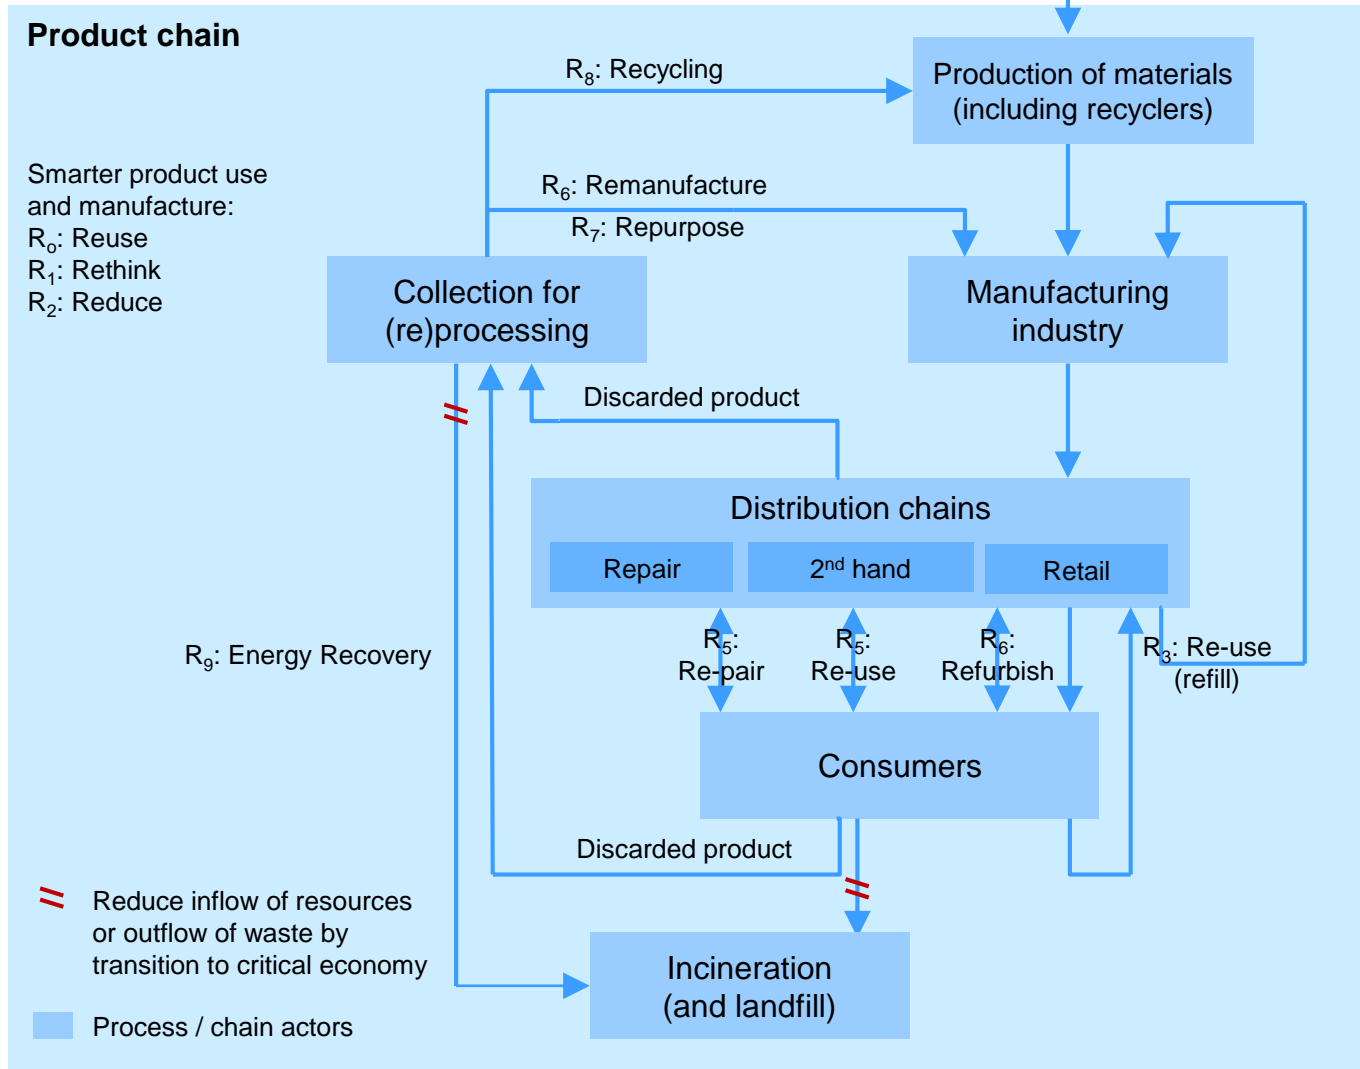 Product chain
R₈: Recycling
Production of materials
(including recyclers)
Smarter product use
and manufacture:
Rₒ: Reuse
R₁: Rethink
R₂: Reduce
R₆: Remanufacture
R₇: Repurpose
Collection for
(re)processing
Manufacturing
industry
Discarded product
Distribution chains
Repair
2nd hand
Retail
R₉: Energy Recovery
R₅:
Re-pair
R₅:
Re-use
R₆:
Refurbish
R₃: Re-use
(refill)
Consumers
Discarded product
Reduce inflow of resources
or outflow of waste by
transition to critical economy
Incineration
(and landfill)
Process / chain actors